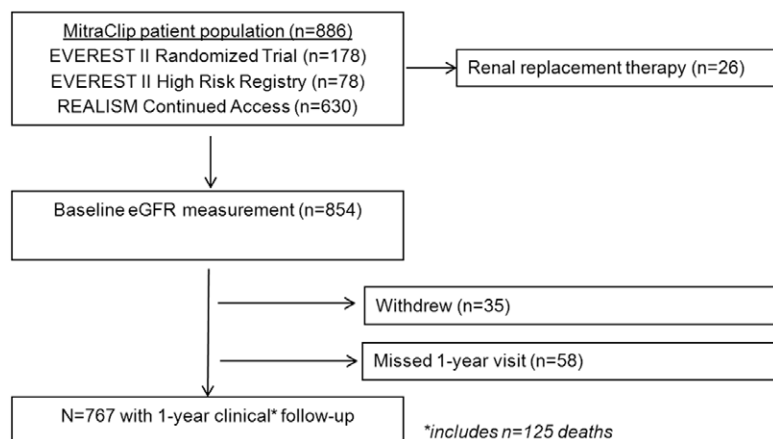 MitraClip patient population (n=886)
EVEREST II Randomized Trial (n=178)
EVEREST II High Risk Registry (n=78)
REALISM Continued Access (n=630)
Renal replacement therapy (n=26)
Baseline eGFR measurement (n=854)
Withdrew (n=35)
Missed 1-year visit (n=58)
N=767 with 1-year clinical* follow-up
*includes n=125 deaths